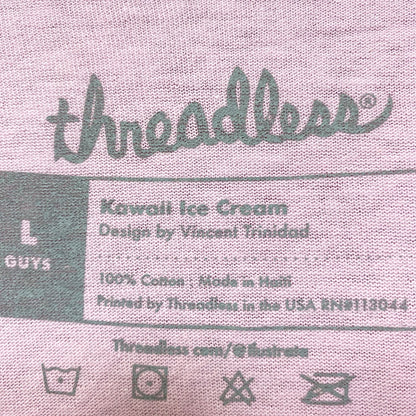 threadless®
Kawaii Ice Cream
L
Design by Vincent Trinidad
GUYS
100% Cotton ; Made in Haiti
Printed by Threadless in the USA RN#113044
Threadless.com/@Ilustrata